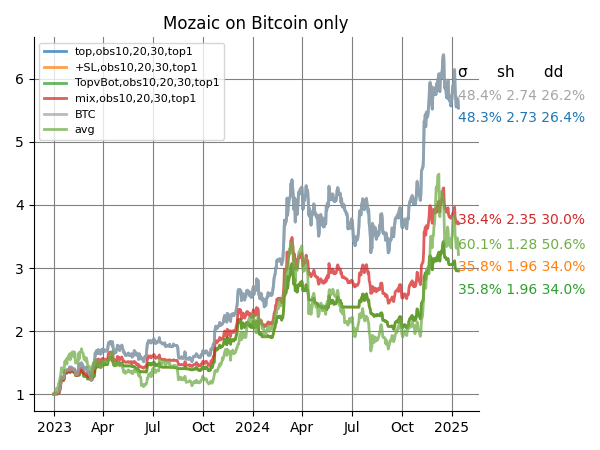 Mozaic on Bitcoin only
top,obs10,20,30,top1
+SL,obs10,20,30,top1
TopvBot,obs10,20,30,top1
mix,obs10,20,30,top1
BTC
avg
σ sh dd
48.4% 2.74 26.2%
48.3% 2.73 26.4%
38.4% 2.35 30.0%
60.1% 1.28 50.6%
35.8% 1.96 34.0%
35.8% 1.96 34.0%
6
5
4
3
2
1
2023 Apr Jul Oct 2024 Apr Jul Oct 2025